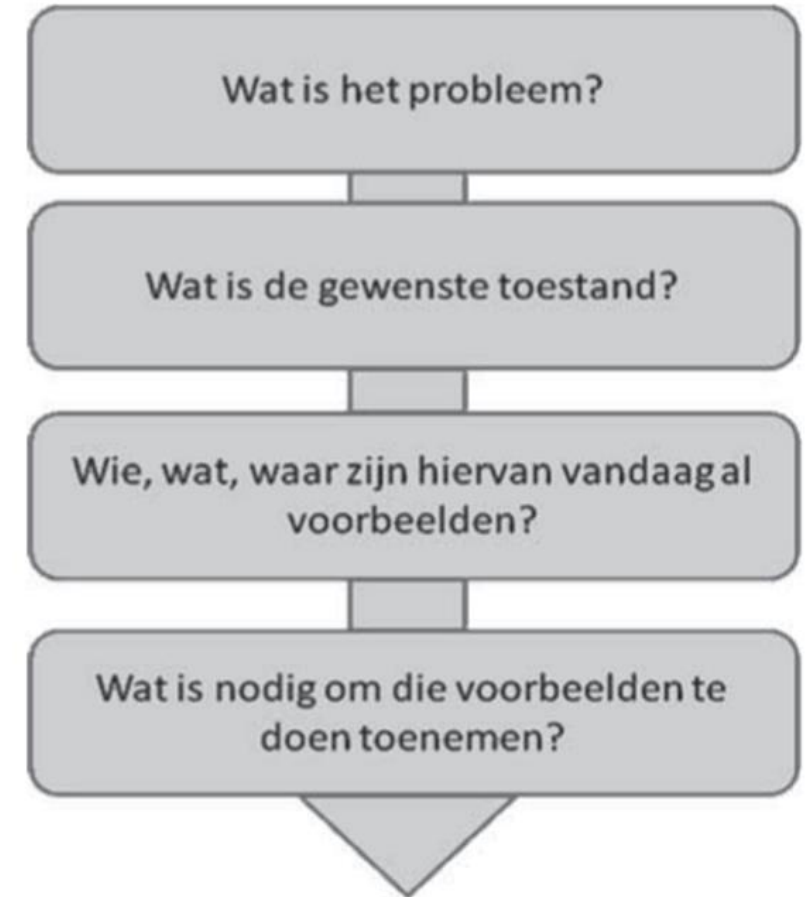 Wat is het probleem?
Wat is de gewenste toestand?
Wie, wat, waar zijn hiervan vandaag al
voorbeelden?
Wat is nodig om die voorbeelden te
doen toenemen?